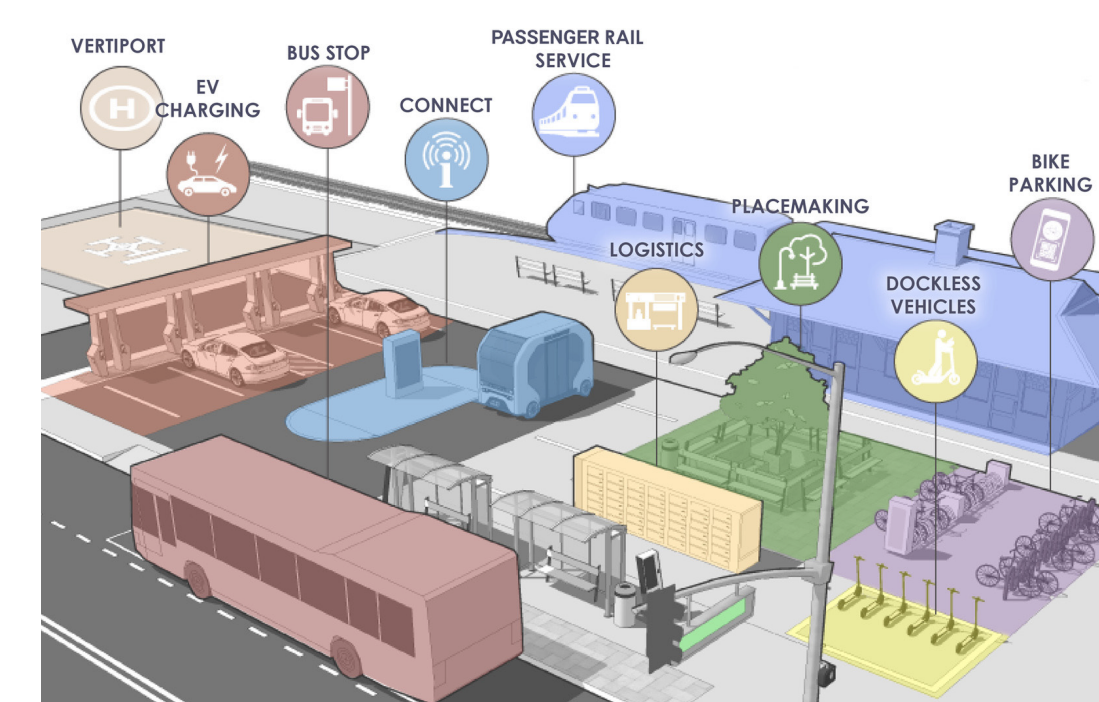 VERTIPORT
H
EV
CHARGING
BUS STOP
CONNECT
i
PASSENGER RAIL
SERVICE
LOGISTICS
PLACEMAKING
DOCKLESS
VEHICLES
BIKE
PARKING